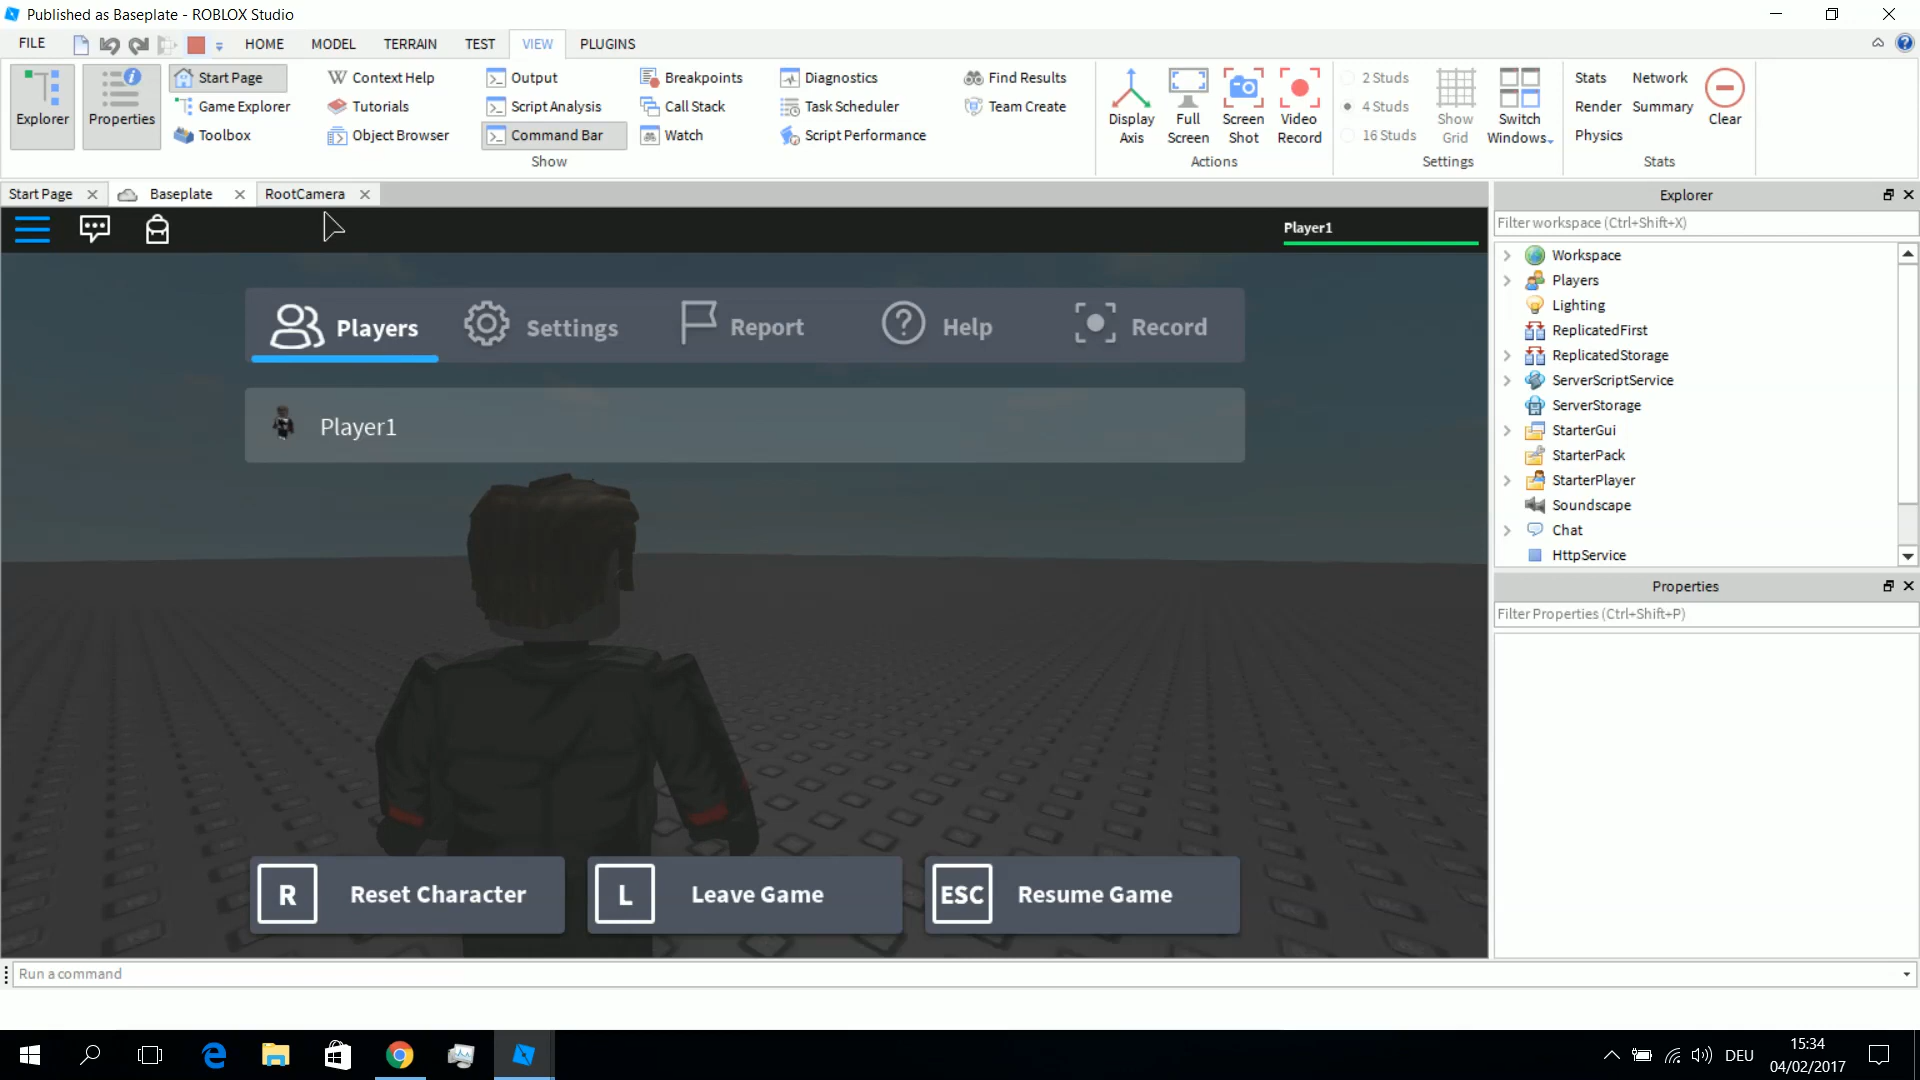 Published as Baseplate - ROBLOX Studio
FILE HOME MODEL TERRAIN TEST VIEW PLUGINS
Explorer
Properties
Start Page
Game Explorer
Toolbox
Context Help
Tutorials
Object Browser
Output
Script Analysis
Command Bar
Breakpoints
Call Stack
Watch
Diagnostics
Task Scheduler
Script Performance
Find Results
Team Create
Show
Display Axis
Full Screen
Screen Shot
Video Record
Actions
2 Studs
4 Studs
16 Studs
Show Grid
Switch Windows
Settings
Stats
Network
Render
Summary
Physics
Clear
Stats
Start Page Baseplate RootCamera
Player1
Players Settings Report Help Record
Player1
R Reset Character
L Leave Game
ESC Resume Game
Explorer
Filter workspace (Ctrl+Shift+X)
Workspace
Players
Lighting
ReplicatedFirst
ReplicatedStorage
ServerScriptService
ServerStorage
StarterGui
StarterPack
StarterPlayer
Soundscape
Chat
HttpService
Properties
Filter Properties (Ctrl+Shift+P)
Run a command
DEU
15:34
04/02/2017